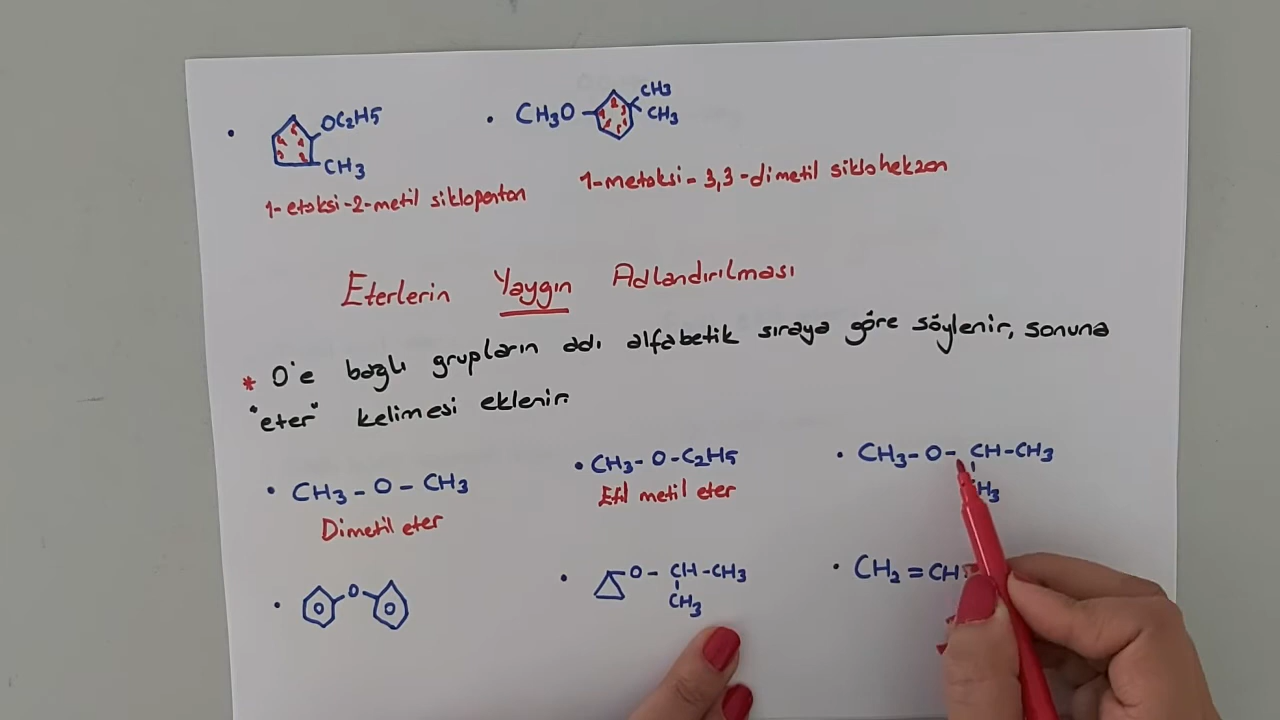 OC2H5
CH3
1-etoksi-2-metil siklopentan
CH3O
CH3
CH3
1-metoksi-3,3-dimetil siklohekzan
Eterlerin Yaygın Adlandırılması
* O'e bağlı grupların adı alfabetik sıraya göre söylenir, sonuna
"eter" kelimesi eklenir.
• CH3-O-CH3
Dimetil eter
• CH3-O-C2H5
Etil metil eter
• CH3-O-CH-CH3
H3
O
• O-CH-CH3
CH3
• CH2=CH